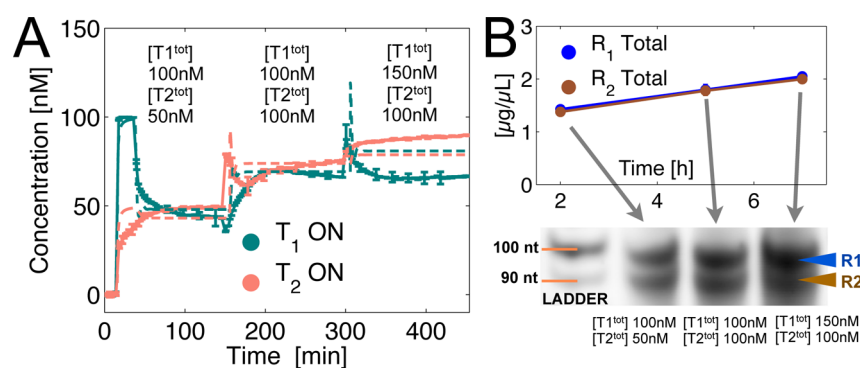 A
Concentration [nM]
150
100
50
0
[T1ᵗᵒᵗ]
100nM
[T2ᵗᵒᵗ]
50nM
[T1ᵗᵒᵗ]
100nM
[T2ᵗᵒᵗ]
100nM
[T1ᵗᵒᵗ]
150nM
[T2ᵗᵒᵗ]
100nM
T₁ ON
T₂ ON
0 100 200 300 400
Time [min]
B
[µg/µL]
3
2
1
0
R₁ Total
R₂ Total
Time [h]
2 4 6
100 nt
90 nt
LADDER
R1
R2
[T1ᵗᵒᵗ] 100nM [T1ᵗᵒᵗ] 100nM [T1ᵗᵒᵗ] 150nM
[T2ᵗᵒᵗ] 50nM [T2ᵗᵒᵗ] 100nM [T2ᵗᵒᵗ] 100nM